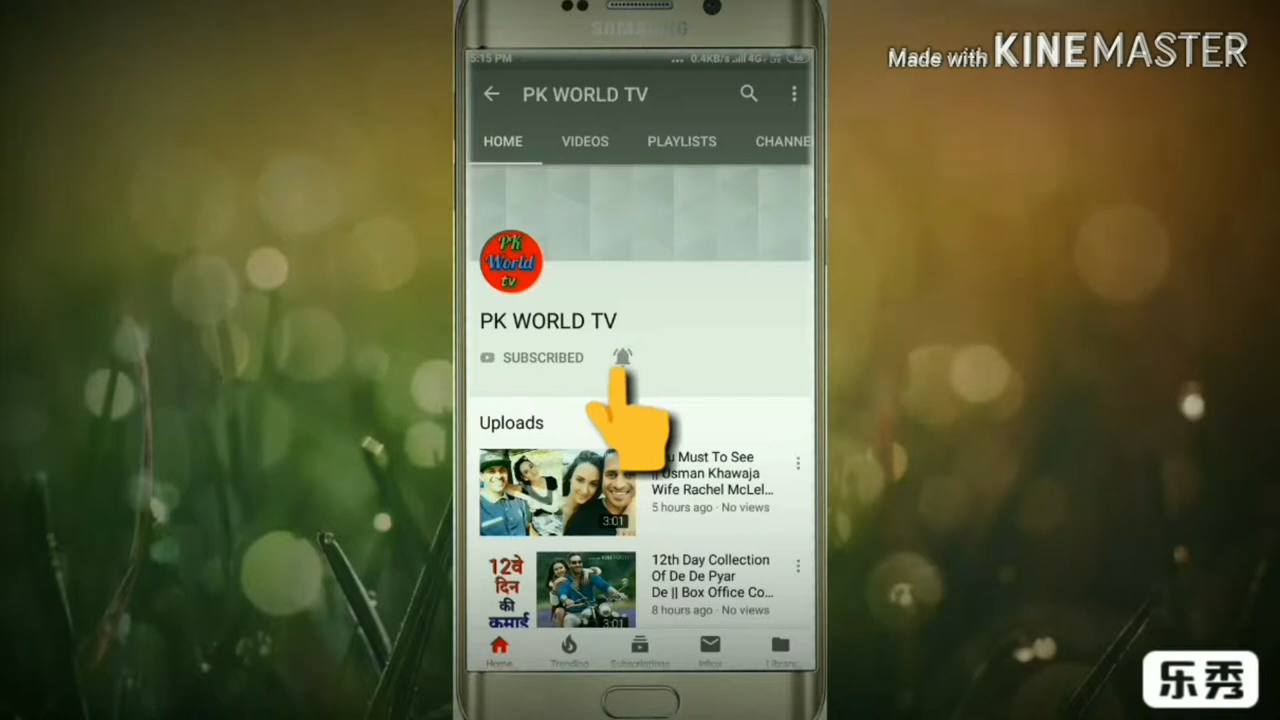 Made with KINEMASTER
SAMSUNG
5:15 PM
0.4KB/s
4G
PK WORLD TV
HOME
VIDEOS
PLAYLISTS
CHANNE
PK
World
tv
PK WORLD TV
SUBSCRIBED
Uploads
u Must To See
|| Usman Khawaja
Wife Rachel McLel...
5 hours ago · No views
3:01
12वे
दिन
की
कमाई
3:01
12th Day Collection
Of De De Pyar
De || Box Office Co...
8 hours ago · No views
Home
Trending
Subscriptions
Inbox
Library
乐秀